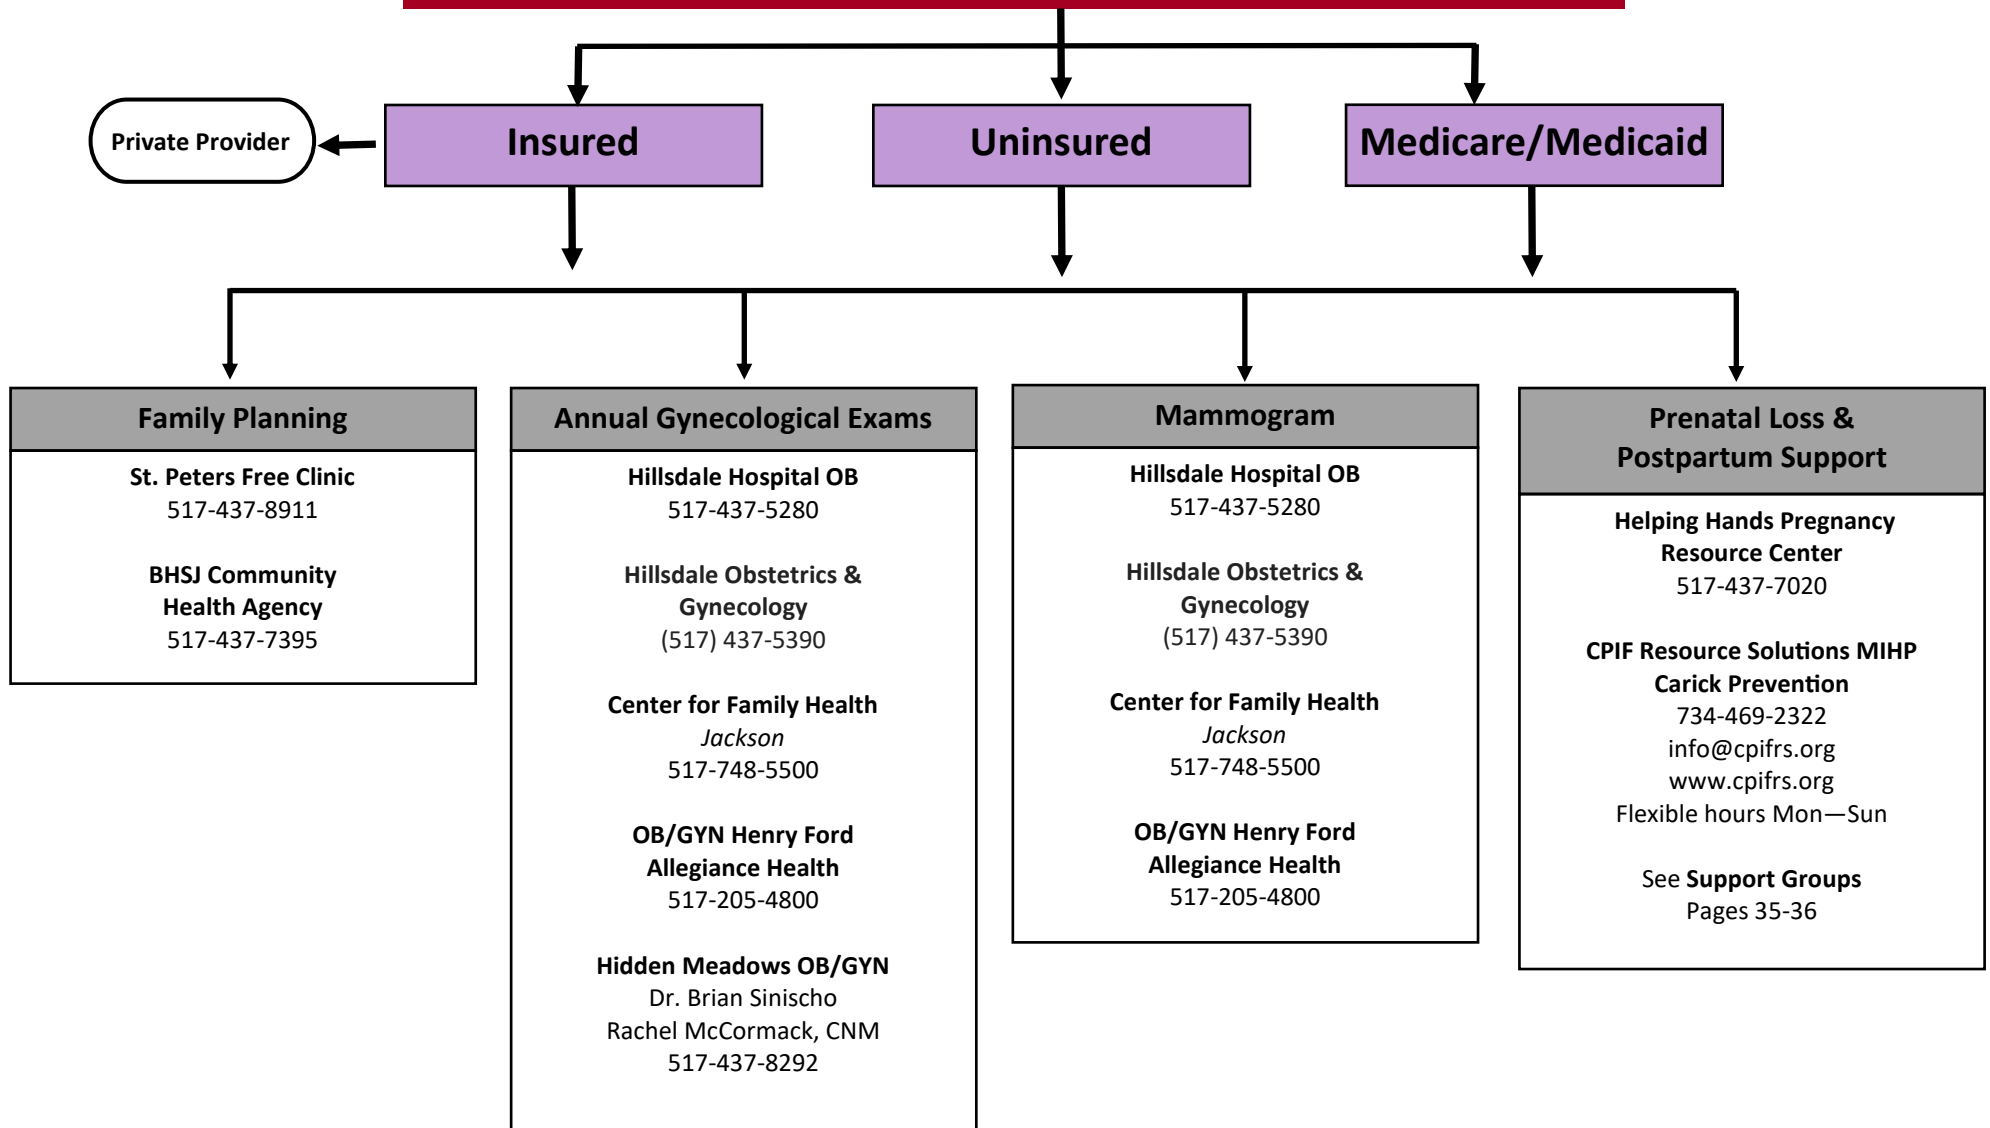 Private Provider
Insured
Uninsured
Medicare/Medicaid
Family Planning
St. Peters Free Clinic
517-437-8911
BHSJ Community
Health Agency
517-437-7395
Annual Gynecological Exams
Hillsdale Hospital OB
517-437-5280
Hillsdale Obstetrics &
Gynecology
(517) 437-5390
Center for Family Health
Jackson
517-748-5500
OB/GYN Henry Ford
Allegiance Health
517-205-4800
Hidden Meadows OB/GYN
Dr. Brian Sinischo
Rachel McCormack, CNM
517-437-8292
Mammogram
Hillsdale Hospital OB
517-437-5280
Hillsdale Obstetrics &
Gynecology
(517) 437-5390
Center for Family Health
Jackson
517-748-5500
OB/GYN Henry Ford
Allegiance Health
517-205-4800
Prenatal Loss &
Postpartum Support
Helping Hands Pregnancy
Resource Center
517-437-7020
CPIF Resource Solutions MIHP
Carick Prevention
734-469-2322
info@cpifrs.org
www.cpifrs.org
Flexible hours Mon—Sun
See Support Groups
Pages 35-36